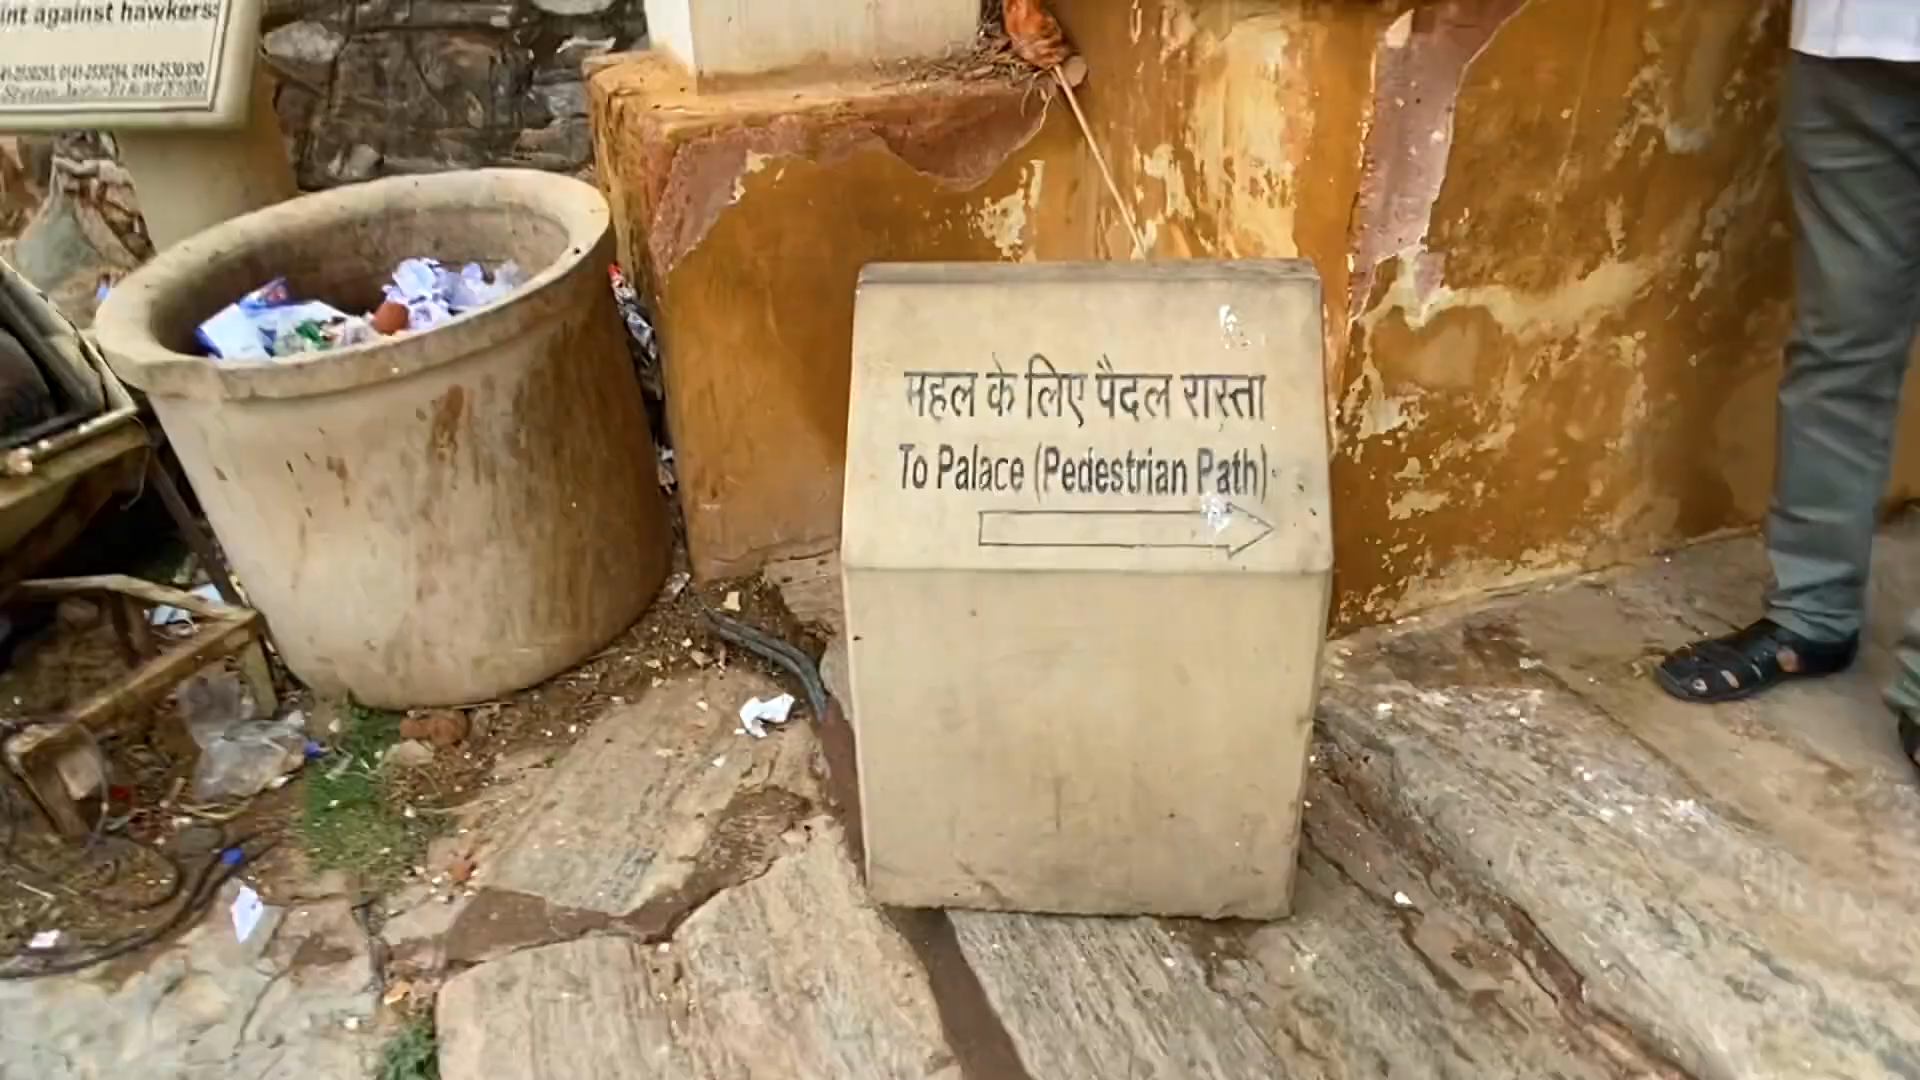 int against hawkers:
महल के लिए पैदल रास्ता
To Palace (Pedestrian Path)